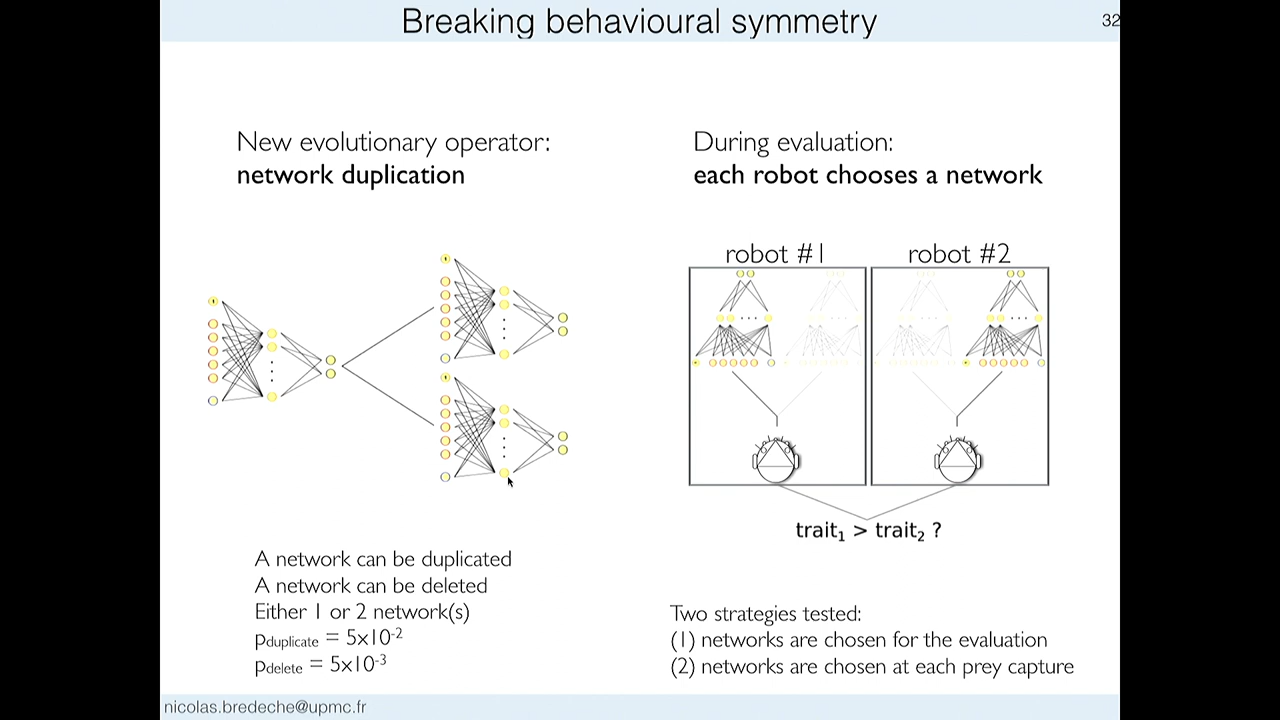 Breaking behavioural symmetry
32
New evolutionary operator:
network duplication
During evaluation:
each robot chooses a network
robot #1
robot #2
trait₁ > trait₂ ?
A network can be duplicated
A network can be deleted
Either 1 or 2 network(s)
pduplicate = 5x10⁻²
pdelete = 5x10⁻³
Two strategies tested:
(1) networks are chosen for the evaluation
(2) networks are chosen at each prey capture
nicolas.bredeche@upmc.fr